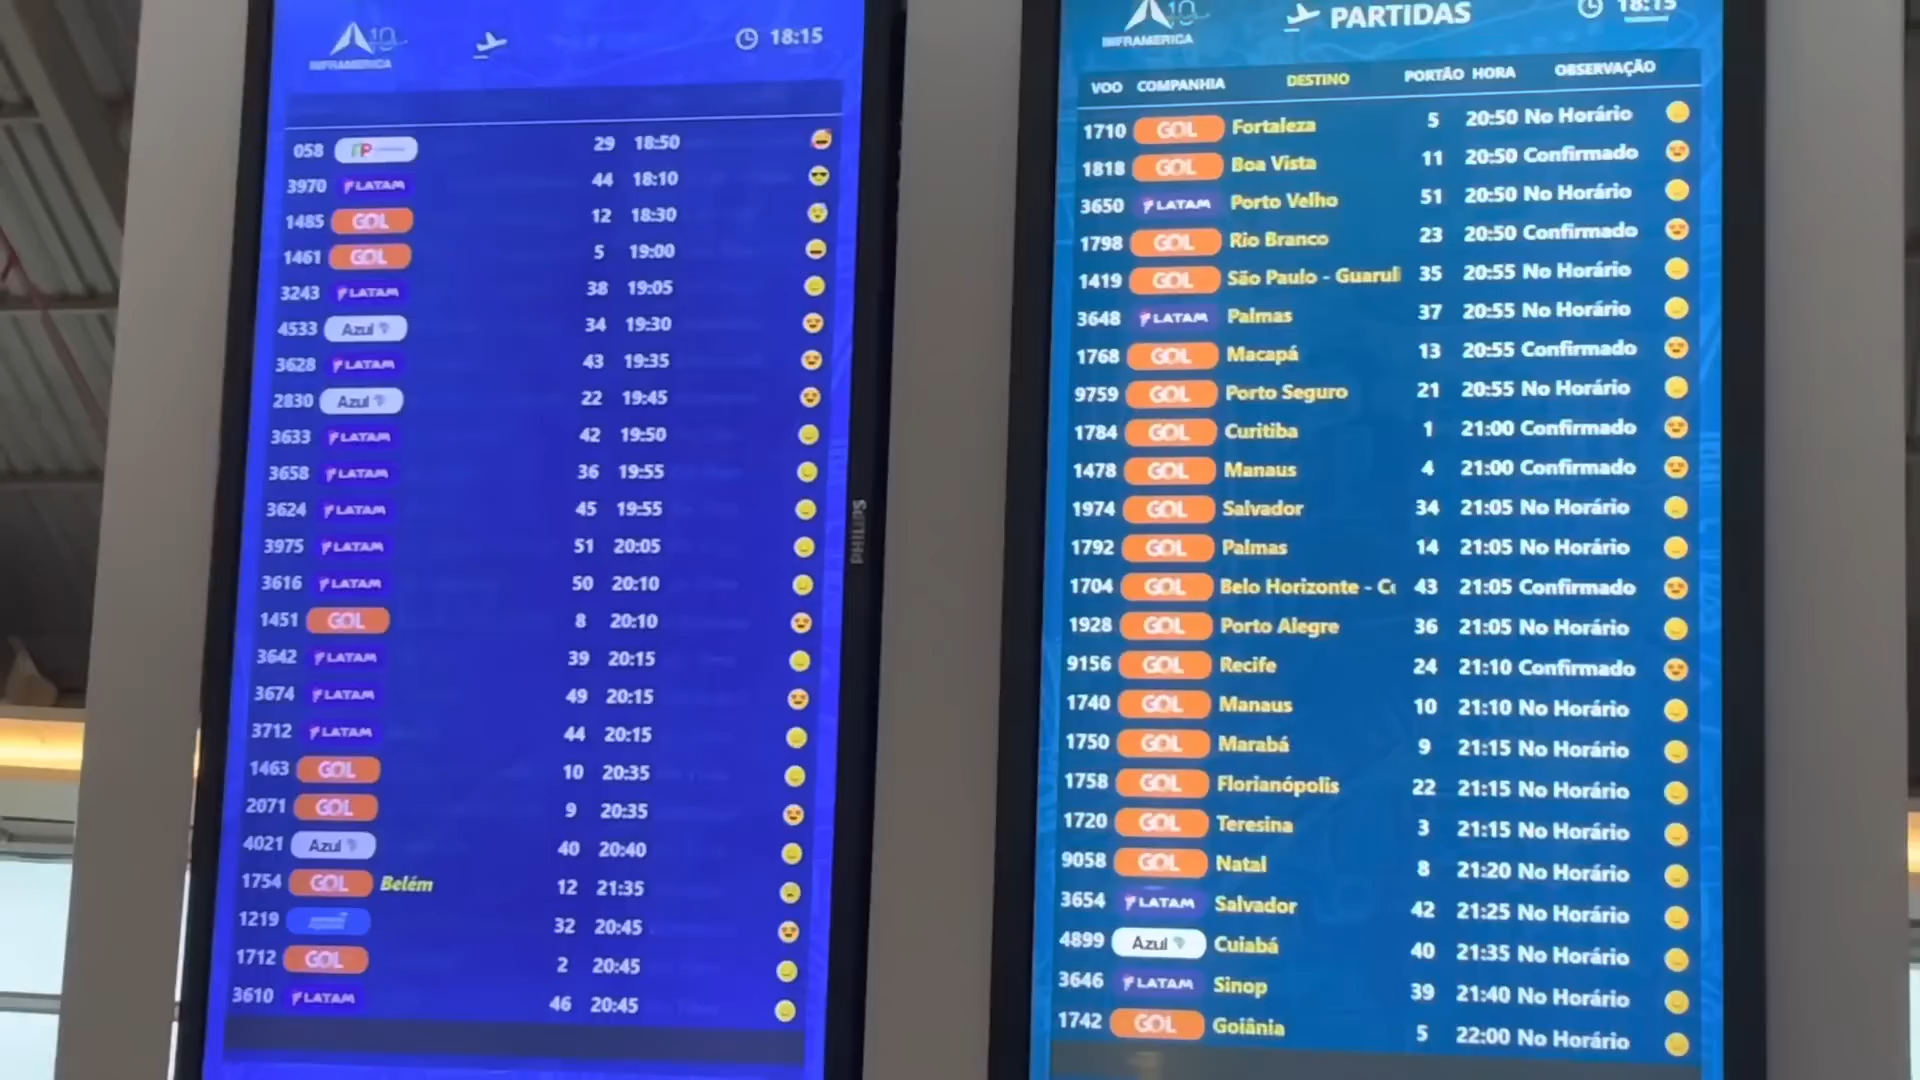 INFRAMERICA
10
18:15
058 TP 29 18:50
3970 LATAM 44 18:10
1485 GOL 12 18:30
1461 GOL 5 19:00
3243 LATAM 38 19:05
4533 Azul 34 19:30
3628 LATAM 43 19:35
2830 Azul 22 19:45
3633 LATAM 42 19:50
3658 LATAM 36 19:55
3624 LATAM 45 19:55
3975 LATAM 51 20:05
3616 LATAM 50 20:10
1451 GOL 8 20:10
3642 LATAM 39 20:15
3674 LATAM 49 20:15
3712 LATAM 44 20:15
1463 GOL 10 20:35
2071 GOL 9 20:35
4021 Azul 40 20:40
1754 GOL Belém 12 21:35
1219 32 20:45
1712 GOL 2 20:45
3610 LATAM 46 20:45
PHILIPS
INFRAMERICA
10
PARTIDAS
18:15
VOO COMPANHIA DESTINO PORTÃO HORA OBSERVAÇÃO
1710 GOL Fortaleza 5 20:50 No Horário
1818 GOL Boa Vista 11 20:50 Confirmado
3650 LATAM Porto Velho 51 20:50 No Horário
1798 GOL Rio Branco 23 20:50 Confirmado
1419 GOL São Paulo - Guarul 35 20:55 No Horário
3648 LATAM Palmas 37 20:55 No Horário
1768 GOL Macapá 13 20:55 Confirmado
9759 GOL Porto Seguro 21 20:55 No Horário
1784 GOL Curitiba 1 21:00 Confirmado
1478 GOL Manaus 4 21:00 Confirmado
1974 GOL Salvador 34 21:05 No Horário
1792 GOL Palmas 14 21:05 No Horário
1704 GOL Belo Horizonte - Co 43 21:05 Confirmado
1928 GOL Porto Alegre 36 21:05 No Horário
9156 GOL Recife 24 21:10 Confirmado
1740 GOL Manaus 10 21:10 No Horário
1750 GOL Marabá 9 21:15 No Horário
1758 GOL Florianópolis 22 21:15 No Horário
1720 GOL Teresina 3 21:15 No Horário
9058 GOL Natal 8 21:20 No Horário
3654 LATAM Salvador 42 21:25 No Horário
4899 Azul Cuiabá 40 21:35 No Horário
3646 LATAM Sinop 39 21:40 No Horário
1742 GOL Goiânia 5 22:00 No Horário